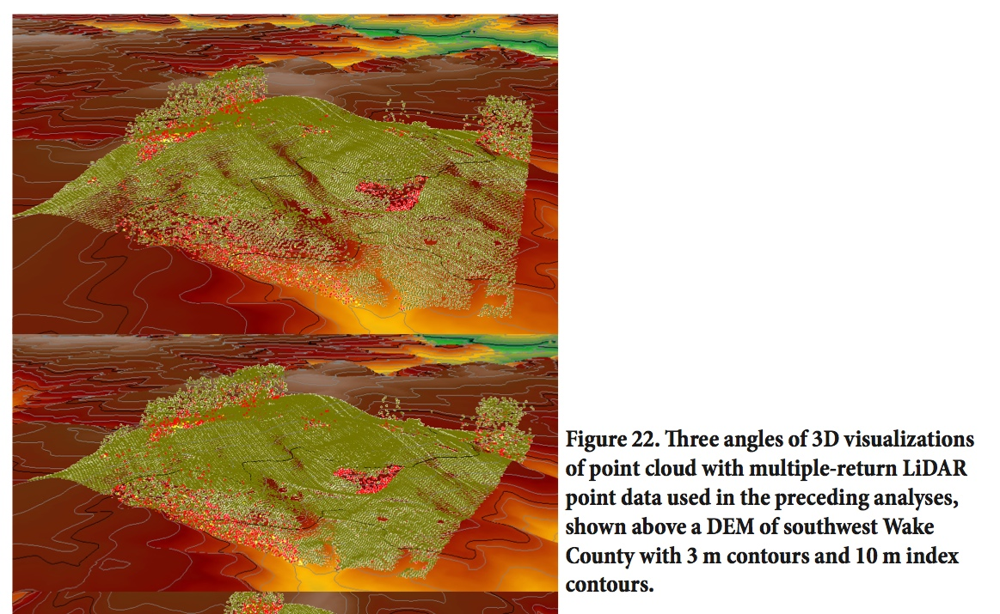 Figure 22. Three angles of 3D visualizations
of point cloud with multiple-return LiDAR
point data used in the preceding analyses,
shown above a DEM of southwest Wake
County with 3 m contours and 10 m index
contours.